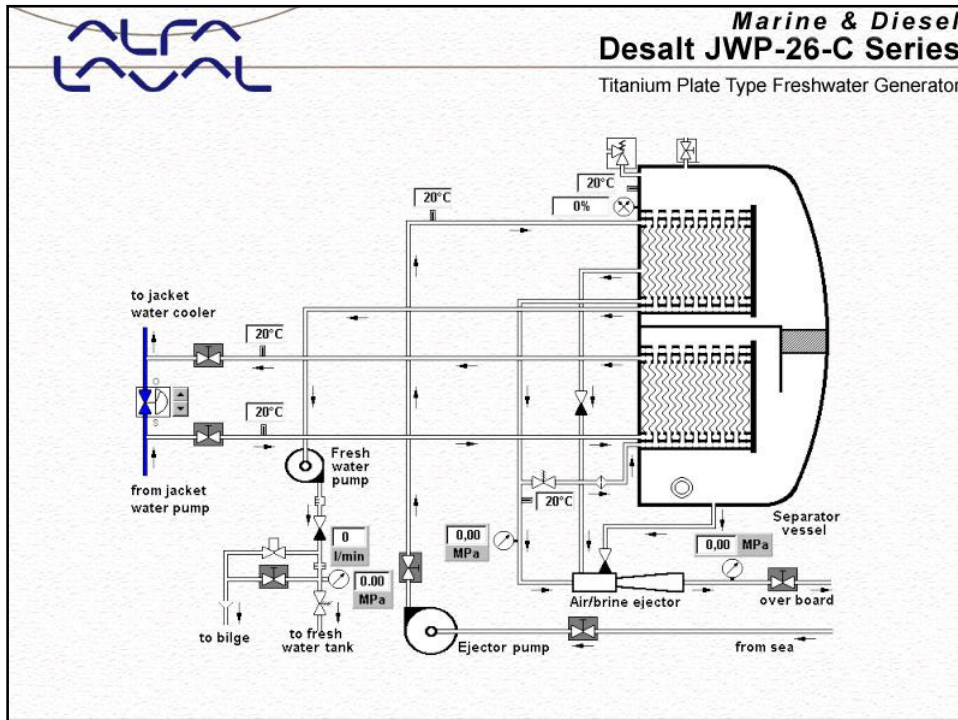 ALFA
LAVAL
Marine & Diesel
Desalt JWP-26-C Series
Titanium Plate Type Freshwater Generator
20°C
20°C
0%
to jacket
water cooler
20°C
O
S
20°C
from jacket
water pump
Fresh
water
pump
20°C
Separator
vessel
0
l/min
0,00
MPa
0,00 MPa
0.00
MPa
Air/brine ejector
over board
to bilge
to fresh
water tank
Ejector pump
from sea